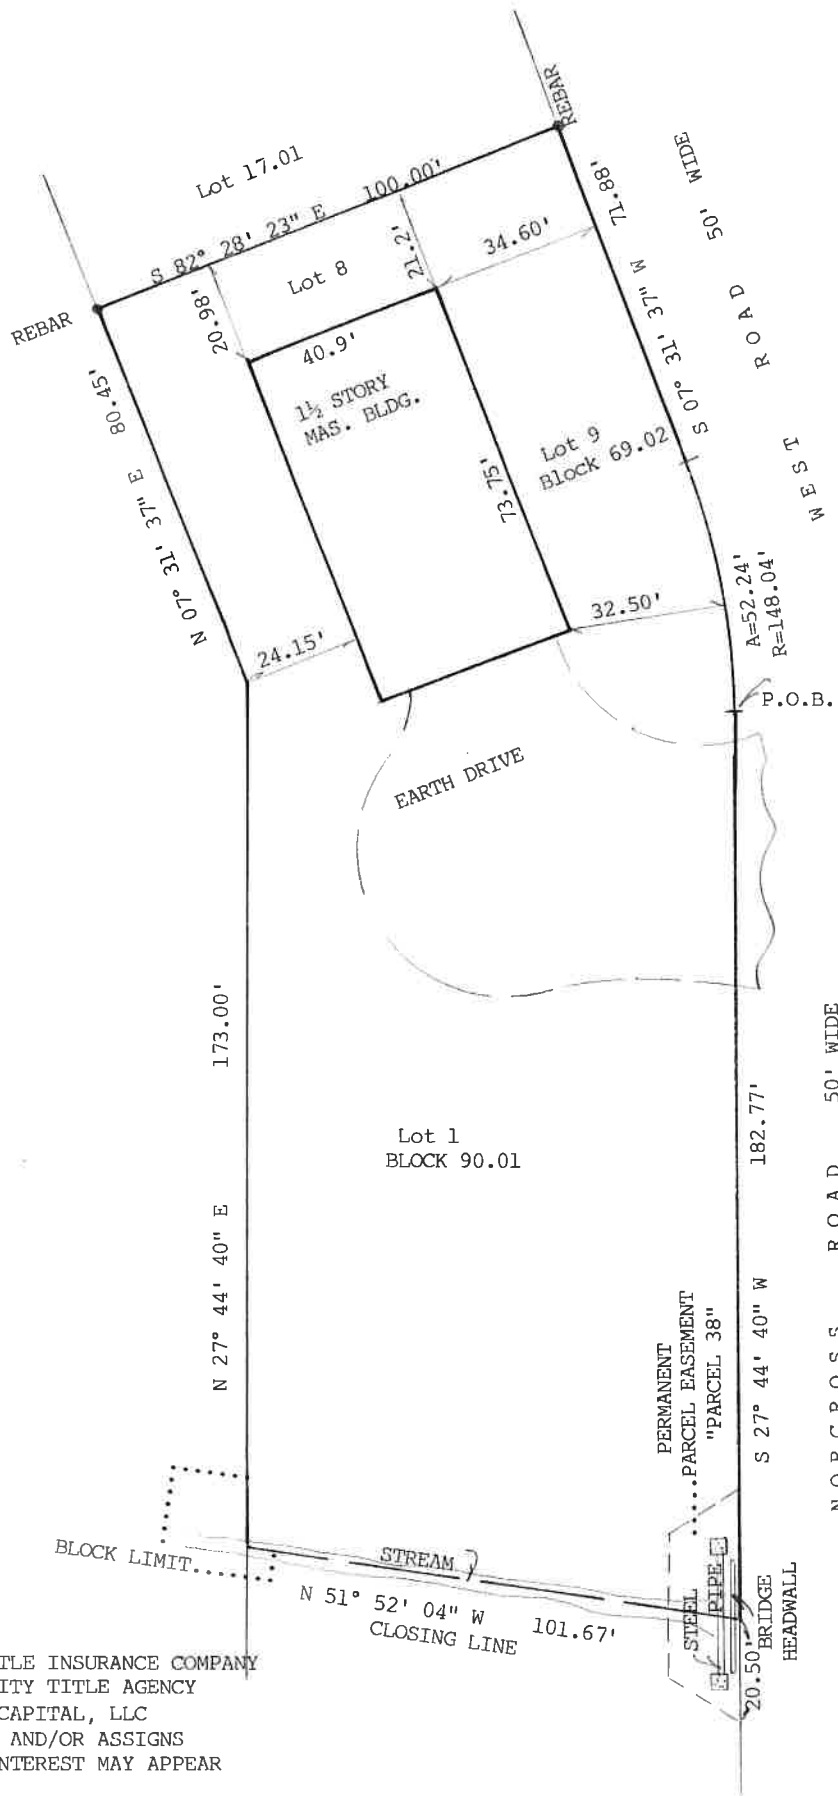 REBAR
Lot 17.01
S 82° 28' 23" E 100.00'
50' WIDE
71.88'
34.60'
21.2'
Lot 8
20.98'
REBAR
40.9'
1½ STORY
MAS. BLDG.
N 07° 31' 37" E 80.45'
S 07° 31' 37" W
WEST ROAD
Lot 9
Block 69.02
73.75'
A=52.24'
R=148.04'
32.50'
24.15'
P.O.B.
EARTH DRIVE
173.00'
50' WIDE
182.77'
Lot 1
BLOCK 90.01
N 27° 44' 40" E
S 27° 44' 40" W
NORCROSS ROAD
PERMANENT
PARCEL EASEMENT
"PARCEL 38"
BLOCK LIMIT
STREAM
STEEL
PIPE
BRIDGE
HEADWALL
N 51° 52' 04" W 101.67'
CLOSING LINE
20.50'
TLE INSURANCE COMPANY
ITY TITLE AGENCY
CAPITAL, LLC
AND/OR ASSIGNS
NTEREST MAY APPEAR